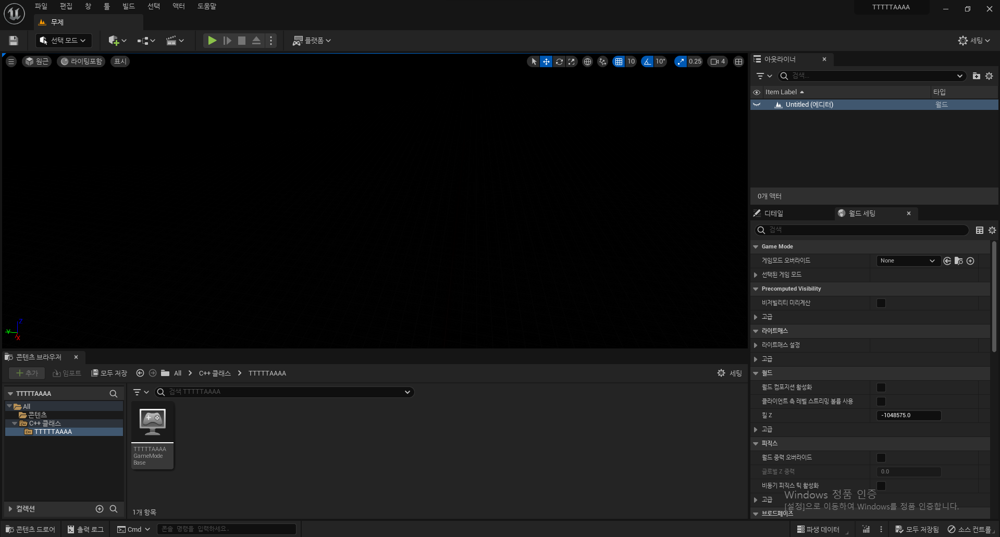 파일 편집 창 툴 빌드 선택 액터 도움말
TTTTTAAAA
무제
선택 모드
플랫폼
세팅
원근 라이팅포함 표시
10 10° 0.25 4
아웃라이너
검색...
Item Label 타입
Untitled (에디터) 월드
0개 액터
디테일 월드 세팅
검색
Game Mode
게임모드 오버라이드 None
선택된 게임 모드
Precomputed Visibility
비저빌리티 미리계산
고급
라이트매스
라이트매스 설정
고급
월드
월드 컴포지션 활성화
클라이언트 측 레벨 스트리밍 볼륨 사용
킬 Z -1048575.0
고급
피직스
월드 중력 오버라이드
글로벌 Z 중력 0.0
비동기 피직스 틱 활성화
고급
브로드페이즈
Windows 정품 인증
[설정]으로 이동하여 Windows를 정품 인증합니다.
Z
Y
X
콘텐츠 브라우저
추가 임포트 모두 저장 All C++ 클래스 TTTTTAAAA 세팅
TTTTTAAAA
검색 TTTTTAAAA
All
콘텐츠
C++ 클래스
TTTTTAAAA
TTTTTAAAA
GameMode
Base
컬렉션
1개 항목
콘텐츠 드로어 출력 로그 Cmd 콘솔 명령을 입력하세요.
파생 데이터 모두 저장됨 소스 컨트롤